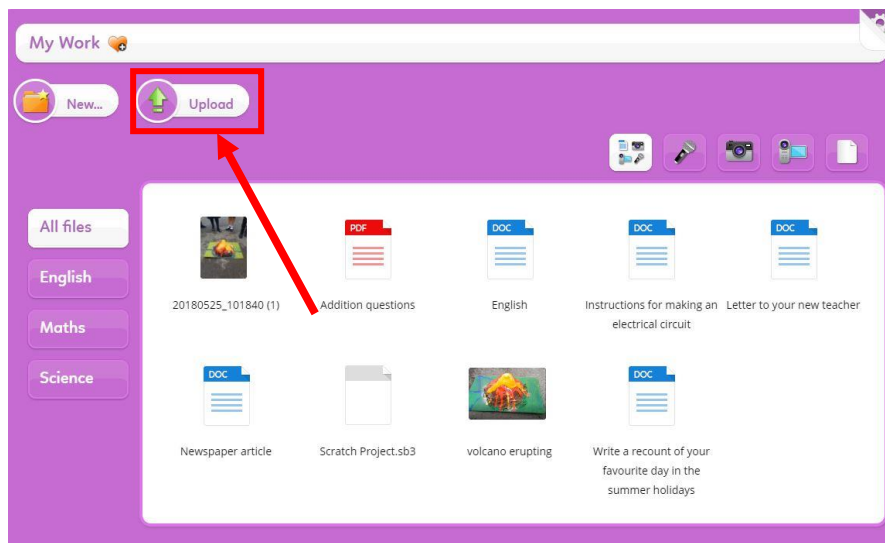 My Work
New...
Upload
All files
English
Maths
Science
20180525_101840 (1)
PDF
Addition questions
DOC
English
DOC
Instructions for making an
electrical circuit
DOC
Letter to your new teacher
DOC
Newspaper article
Scratch Project.sb3
volcano erupting
DOC
Write a recount of your
favourite day in the
summer holidays